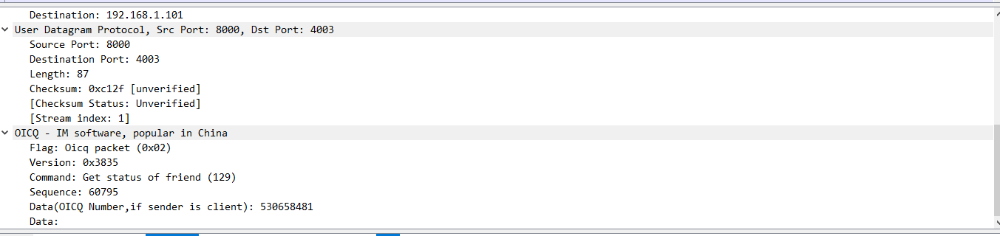 Destination: 192.168.1.101
User Datagram Protocol, Src Port: 8000, Dst Port: 4003
Source Port: 8000
Destination Port: 4003
Length: 87
Checksum: 0xc12f [unverified]
[Checksum Status: Unverified]
[Stream index: 1]
OICQ - IM software, popular in China
Flag: Oicq packet (0x02)
Version: 0x3835
Command: Get status of friend (129)
Sequence: 60795
Data(OICQ Number,if sender is client): 530658481
Data: